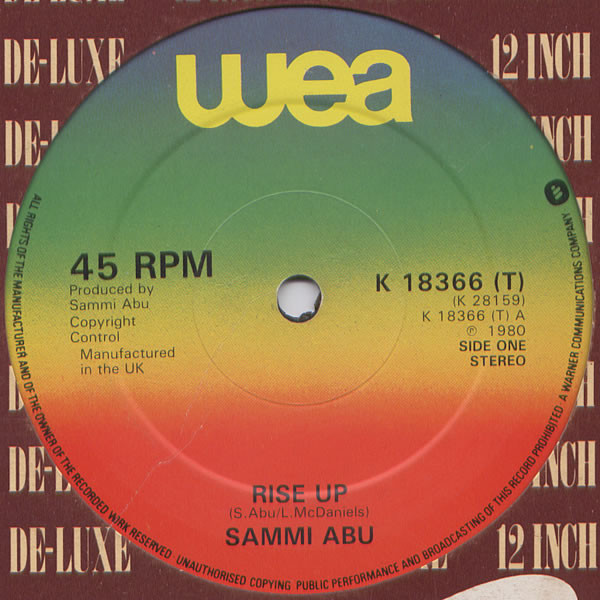 DE-LUXE
12 INCH
wea
DE-
CH
45 RPM
Produced by
Sammi Abu
Copyright
Control
Manufactured
in the UK
K 18366 (T)
(K 28159)
K 18366 (T) A
℗ 1980
SIDE ONE
STEREO
RISE UP
(S.Abu/L.McDaniels)
SAMMI ABU
ALL RIGHTS OF THE MANUFACTURER AND OF THE OWNER OF THE RECORDED WORK RESERVED UNAUTHORISED COPYING PUBLIC PERFORMANCE AND BROADCASTING OF THIS RECORD PROHIBITED · A WARNER COMMUNICATIONS COMPANY
DE-
INCH
DE-LUXE
12 INCH